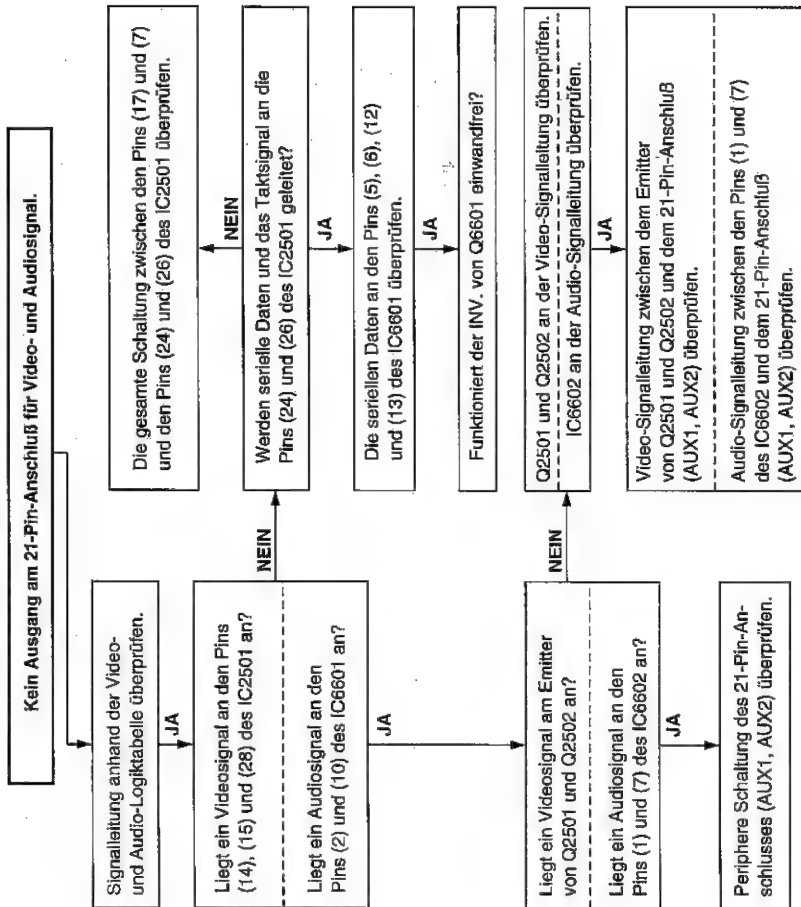 Kein Ausgang am 21-Pin-Anschluß für Video- und Audiosignal.
Signalleitung anhand der Video-
und Audio-Logiktabelle überprüfen.
JA
Liegt ein Videosignal an den Pins
(14), (15) und (28) des IC2501 an?
Liegt ein Audiosignal an den
Pins (2) und (10) des IC6601 an?
NEIN
JA
Die gesamte Schaltung zwischen den Pins (17) und (7)
und den Pins (24) und (26) des IC2501 überprüfen.
NEIN
Werden serielle Daten und das Taktsignal an die
Pins (24) und (26) des IC2501 geleitet?
JA
Die seriellen Daten an den Pins (5), (6), (12)
und (13) des IC6601 überprüfen.
JA
Funktioniert der INV. von Q6601 einwandfrei?
Liegt ein Videosignal am Emitter
von Q2501 und Q2502 an?
Liegt ein Audiosignal an den
Pins (1) und (7) des IC6602 an?
NEIN
JA
Q2501 und Q2502 an der Video-Signalleitung überprüfen.
IC6602 an der Audio-Signalleitung überprüfen.
JA
Video-Signalleitung zwischen dem Emitter
von Q2501 und Q2502 und dem 21-Pin-Anschluß
(AUX1, AUX2) überprüfen.
Audio-Signalleitung zwischen den Pins (1) und (7)
des IC6602 und dem 21-Pin-Anschluß
(AUX1, AUX2) überprüfen.
Periphere Schaltung des 21-Pin-An-
schlusses (AUX1, AUX2) überprüfen.